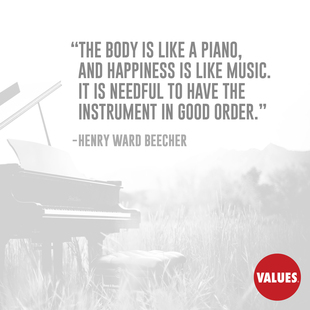 “THE BODY IS LIKE A PIANO,
AND HAPPINESS IS LIKE MUSIC.
IT IS NEEDFUL TO HAVE THE
INSTRUMENT IN GOOD ORDER.”
-HENRY WARD BEECHER
VALUES.